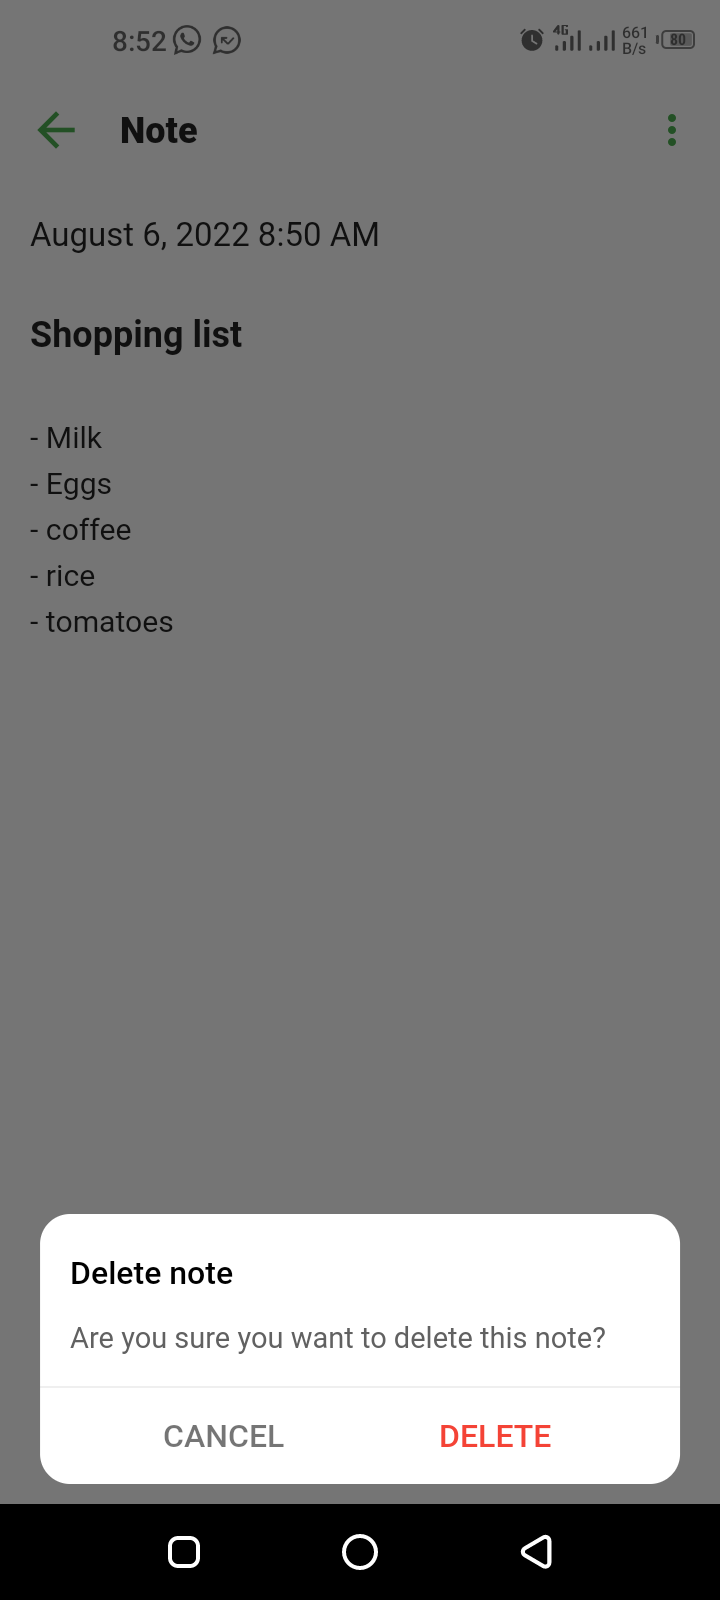 8:52 4G 661 B/s 80
Note
August 6, 2022 8:50 AM
Shopping list
- Milk
- Eggs
- coffee
- rice
- tomatoes
Delete note
Are you sure you want to delete this note?
CANCEL DELETE